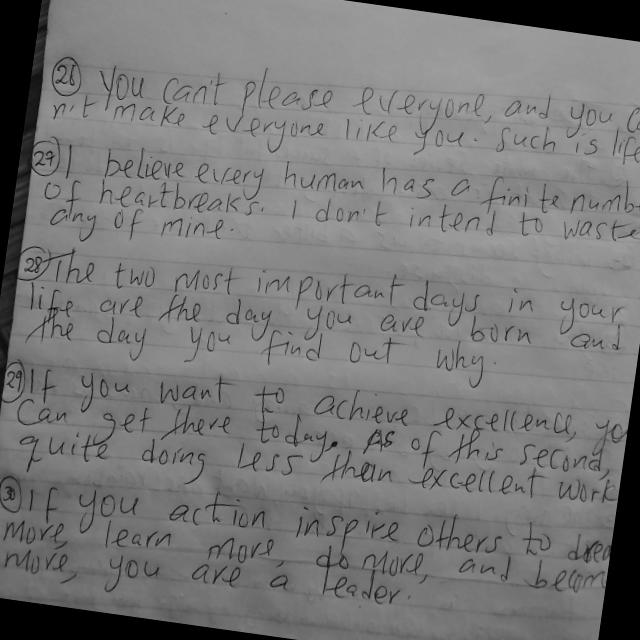 (21) You can't please everyone, and you
not make everyone like you. Such is life
(27) I believe every human has a finite numb
of heartbreaks. I don't intend to waste
any of mine.
(28) The two most important days in your
life are the day you are born and
the day you find out why.
(29) If you want to achieve excellence, yo
Can get there today. As of this second
quite doing less then excellent work
(30) If you action inspire others to drea
more, learn more, do more, and becom
more, you are a leader.